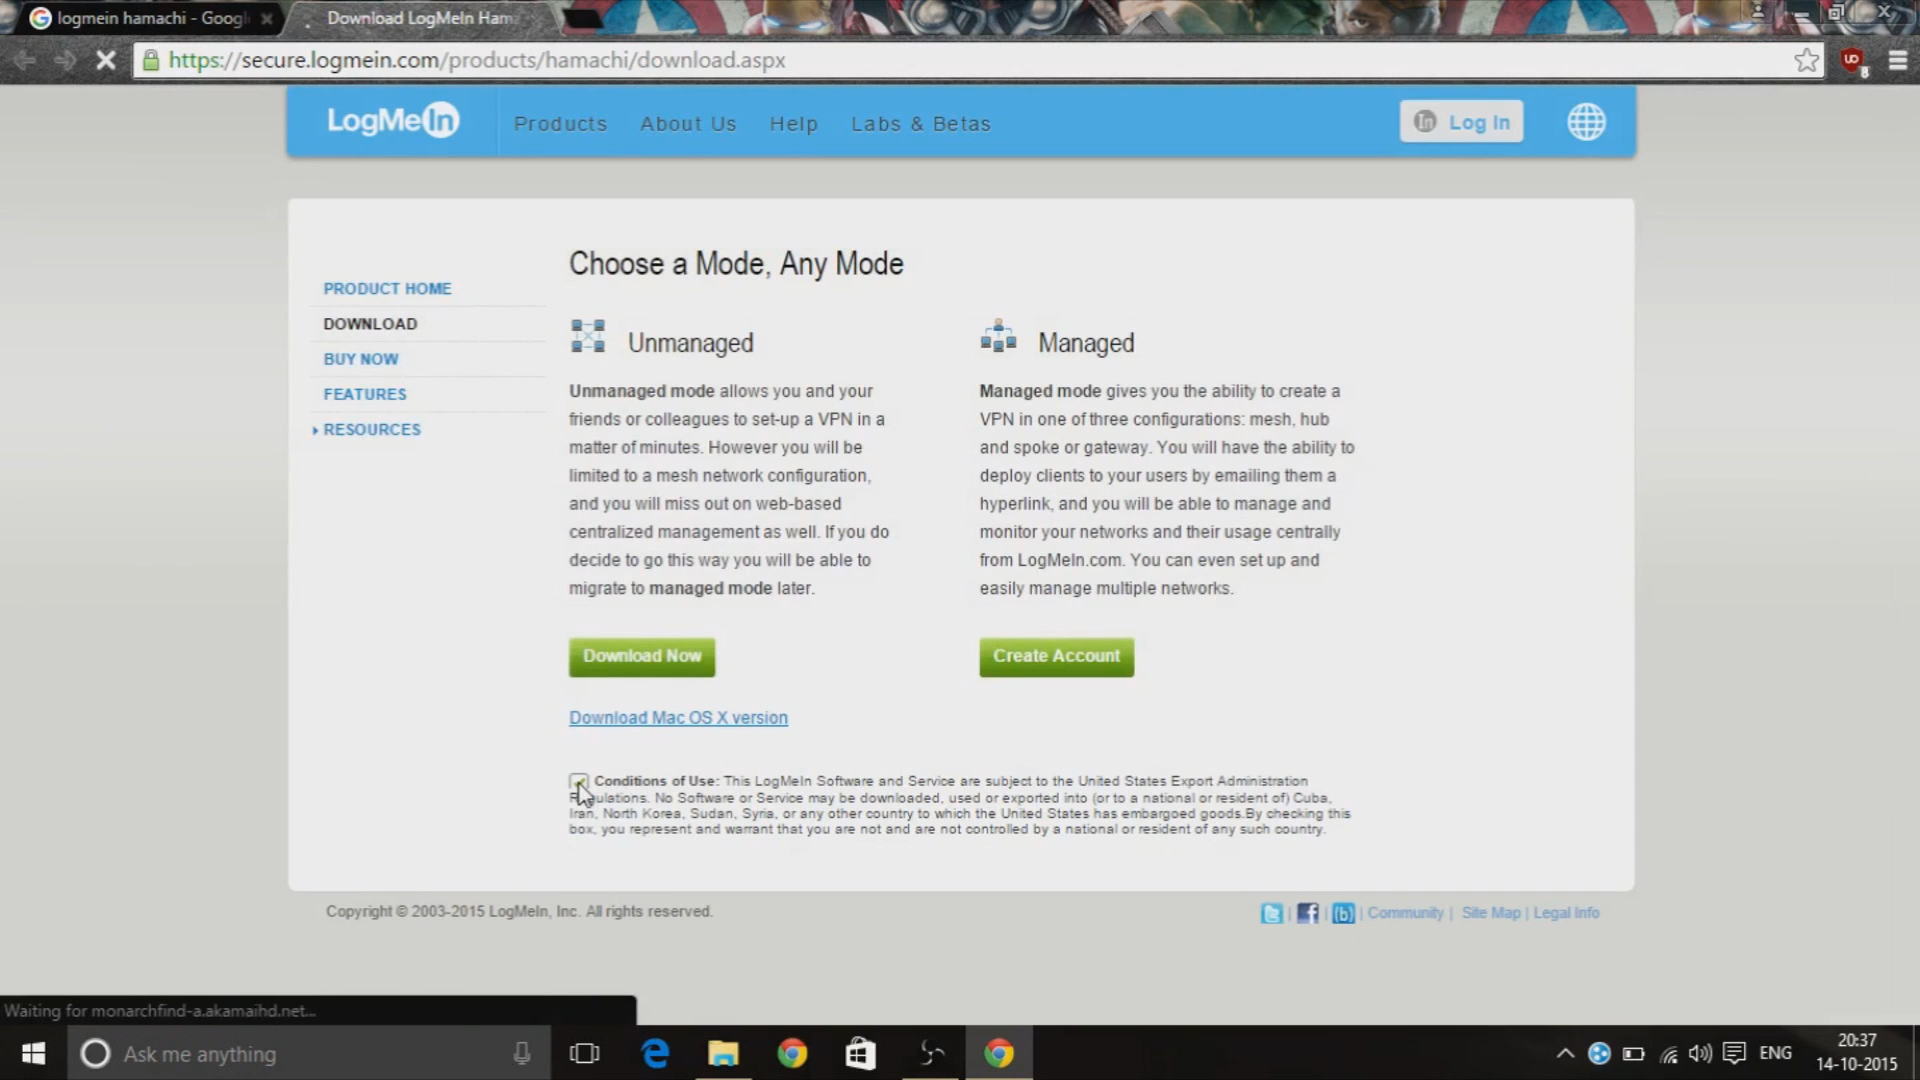 logmein hamachi - Googl
Download LogMeIn Ham
https://secure.logmein.com/products/hamachi/download.aspx
8
LogMeIn
Products
About Us
Help
Labs & Betas
In Log In
PRODUCT HOME
DOWNLOAD
BUY NOW
FEATURES
RESOURCES
Choose a Mode, Any Mode
Unmanaged
Unmanaged mode allows you and your
friends or colleagues to set-up a VPN in a
matter of minutes. However you will be
limited to a mesh network configuration,
and you will miss out on web-based
centralized management as well. If you do
decide to go this way you will be able to
migrate to managed mode later.
Download Now
Download Mac OS X version
Managed
Managed mode gives you the ability to create a
VPN in one of three configurations: mesh, hub
and spoke or gateway. You will have the ability to
deploy clients to your users by emailing them a
hyperlink, and you will be able to manage and
monitor your networks and their usage centrally
from LogMeIn.com. You can even set up and
easily manage multiple networks.
Create Account
Conditions of Use: This LogMeIn Software and Service are subject to the United States Export Administration
Regulations. No Software or Service may be downloaded, used or exported into (or to a national or resident of) Cuba,
Iran, North Korea, Sudan, Syria, or any other country to which the United States has embargoed goods.By checking this
box, you represent and warrant that you are not and are not controlled by a national or resident of any such country.
Copyright © 2003-2015 LogMeIn, Inc. All rights reserved.
| | | Community | Site Map | Legal Info
Waiting for monarchfind-a.akamaihd.net...
Ask me anything
ENG
20:37
14-10-2015